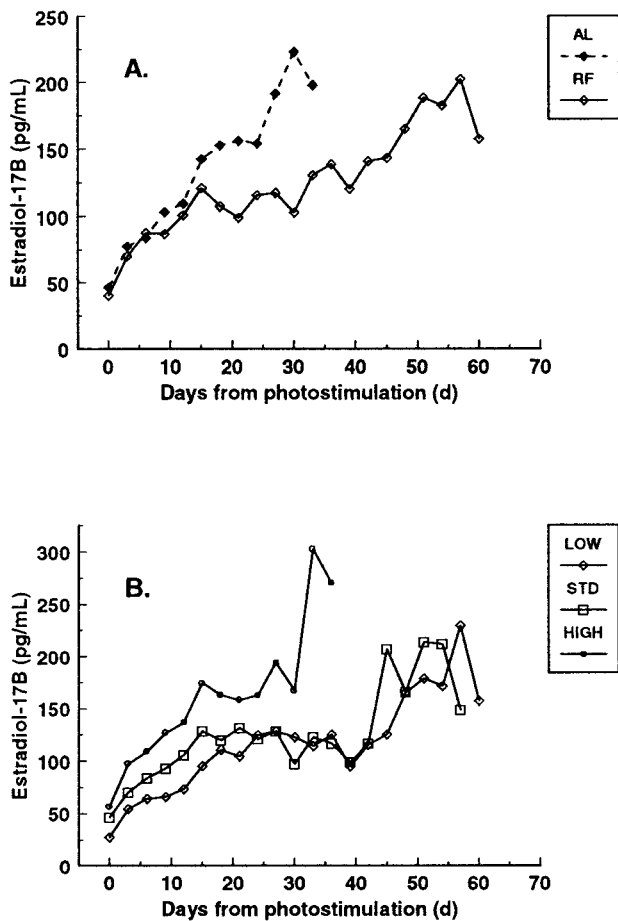 250
200
150
100
50
0
Estradiol-17B (pg/mL)
A.
0 10 20 30 40 50 60 70
Days from photostimulation (d)
AL
RF
300
250
200
150
100
50
0
Estradiol-17B (pg/mL)
B.
0 10 20 30 40 50 60 70
Days from photostimulation (d)
LOW
STD
HIGH